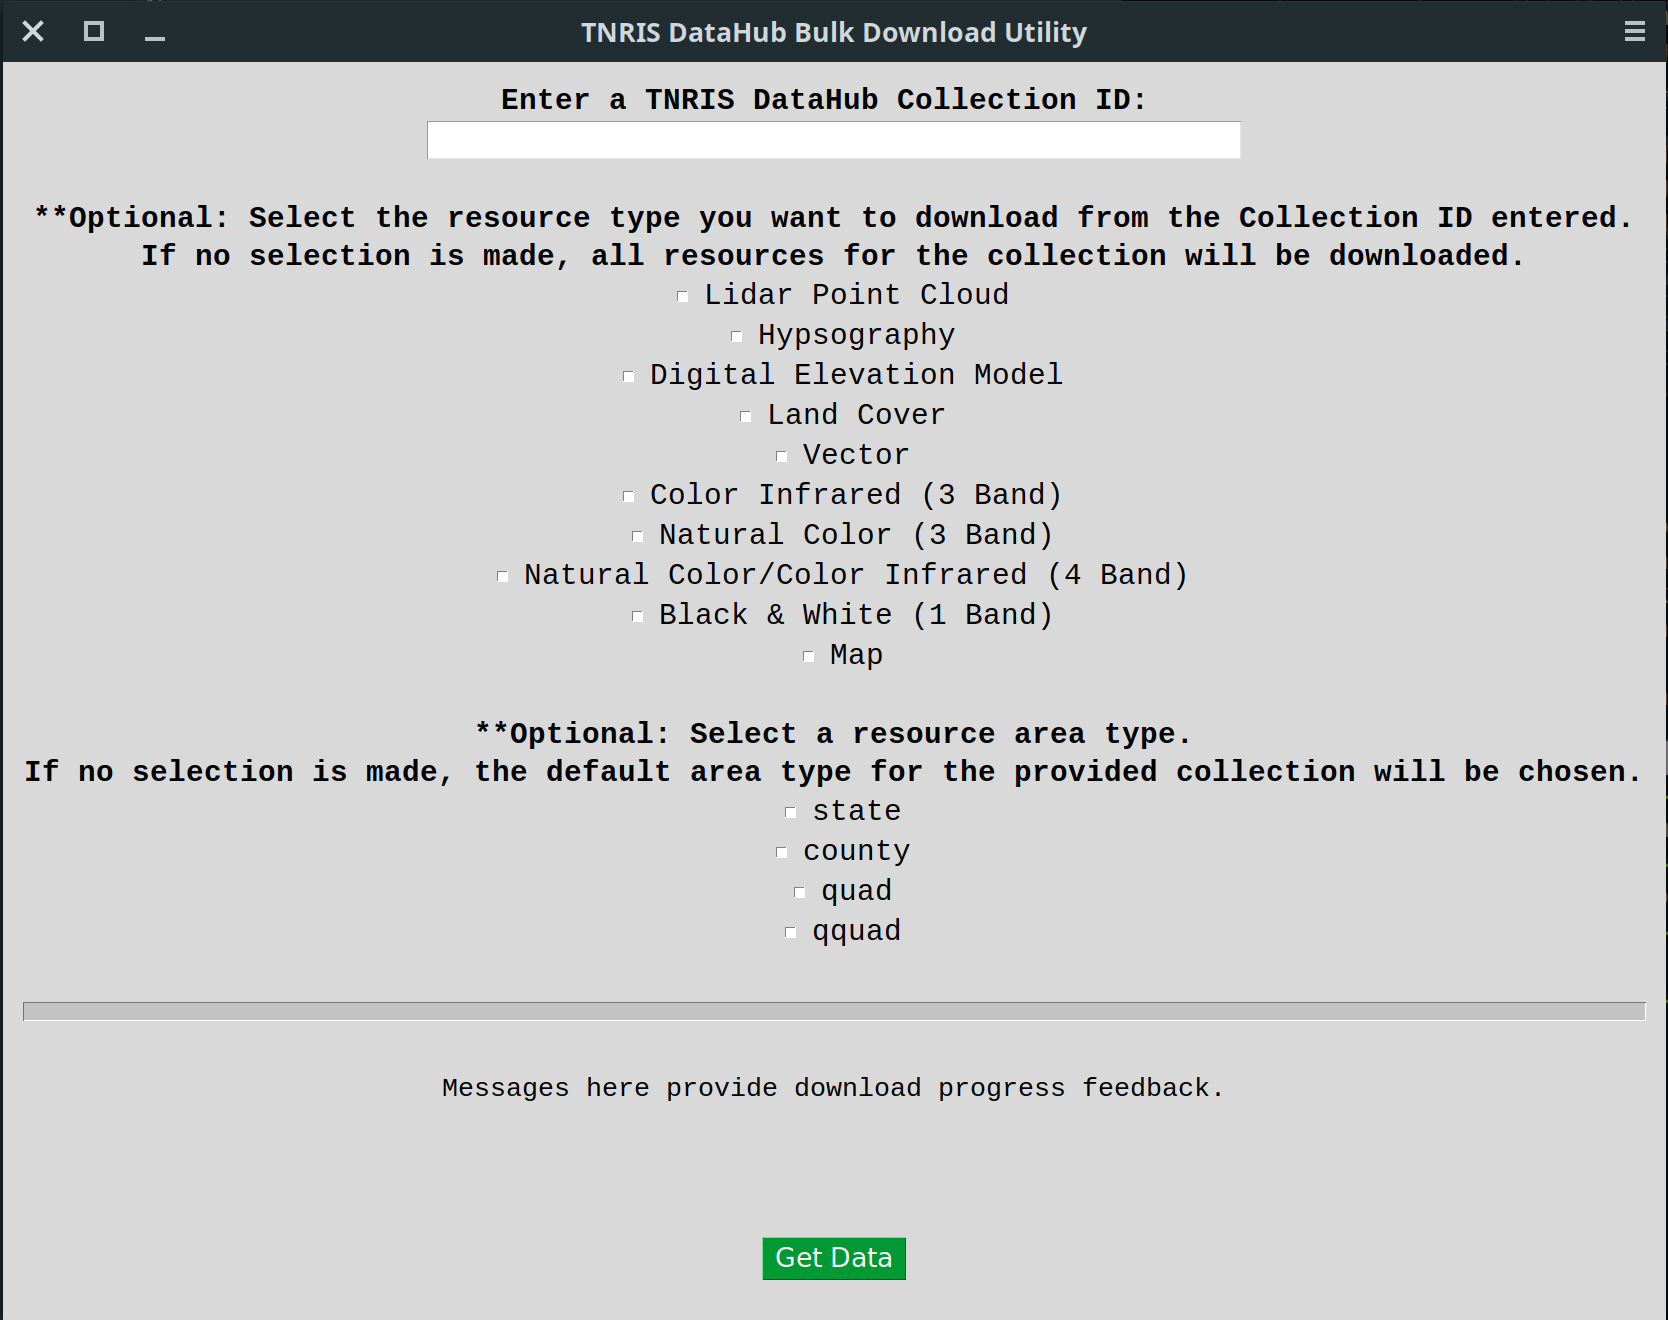 TNRIS DataHub Bulk Download Utility
Enter a TNRIS DataHub Collection ID:
**Optional: Select the resource type you want to download from the Collection ID entered.
If no selection is made, all resources for the collection will be downloaded.
Lidar Point Cloud
Hypsography
Digital Elevation Model
Land Cover
Vector
Color Infrared (3 Band)
Natural Color (3 Band)
Natural Color/Color Infrared (4 Band)
Black & White (1 Band)
Map
**Optional: Select a resource area type.
If no selection is made, the default area type for the provided collection will be chosen.
state
county
quad
qquad
Messages here provide download progress feedback.
Get Data